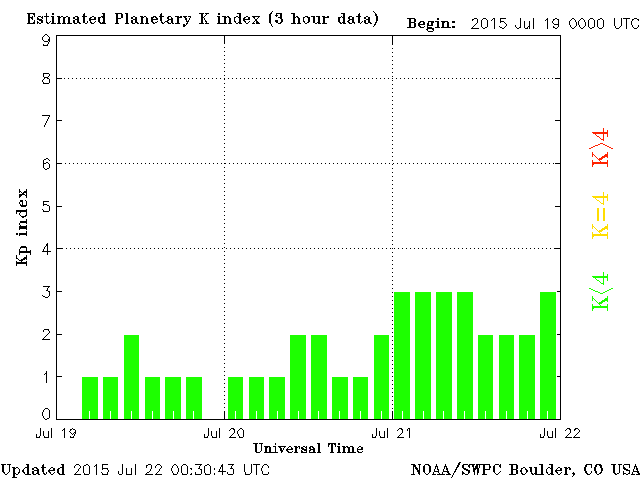 Estimated Planetary K index (3 hour data)
Begin: 2015 Jul 19 0000 UTC
9
8
7
6
5
4
3
2
1
0
Kp index
K>4
K=4
K<4
Jul 19
Jul 20
Jul 21
Jul 22
Universal Time
Updated 2015 Jul 22 00:30:43 UTC
NOAA/SWPC Boulder, CO USA